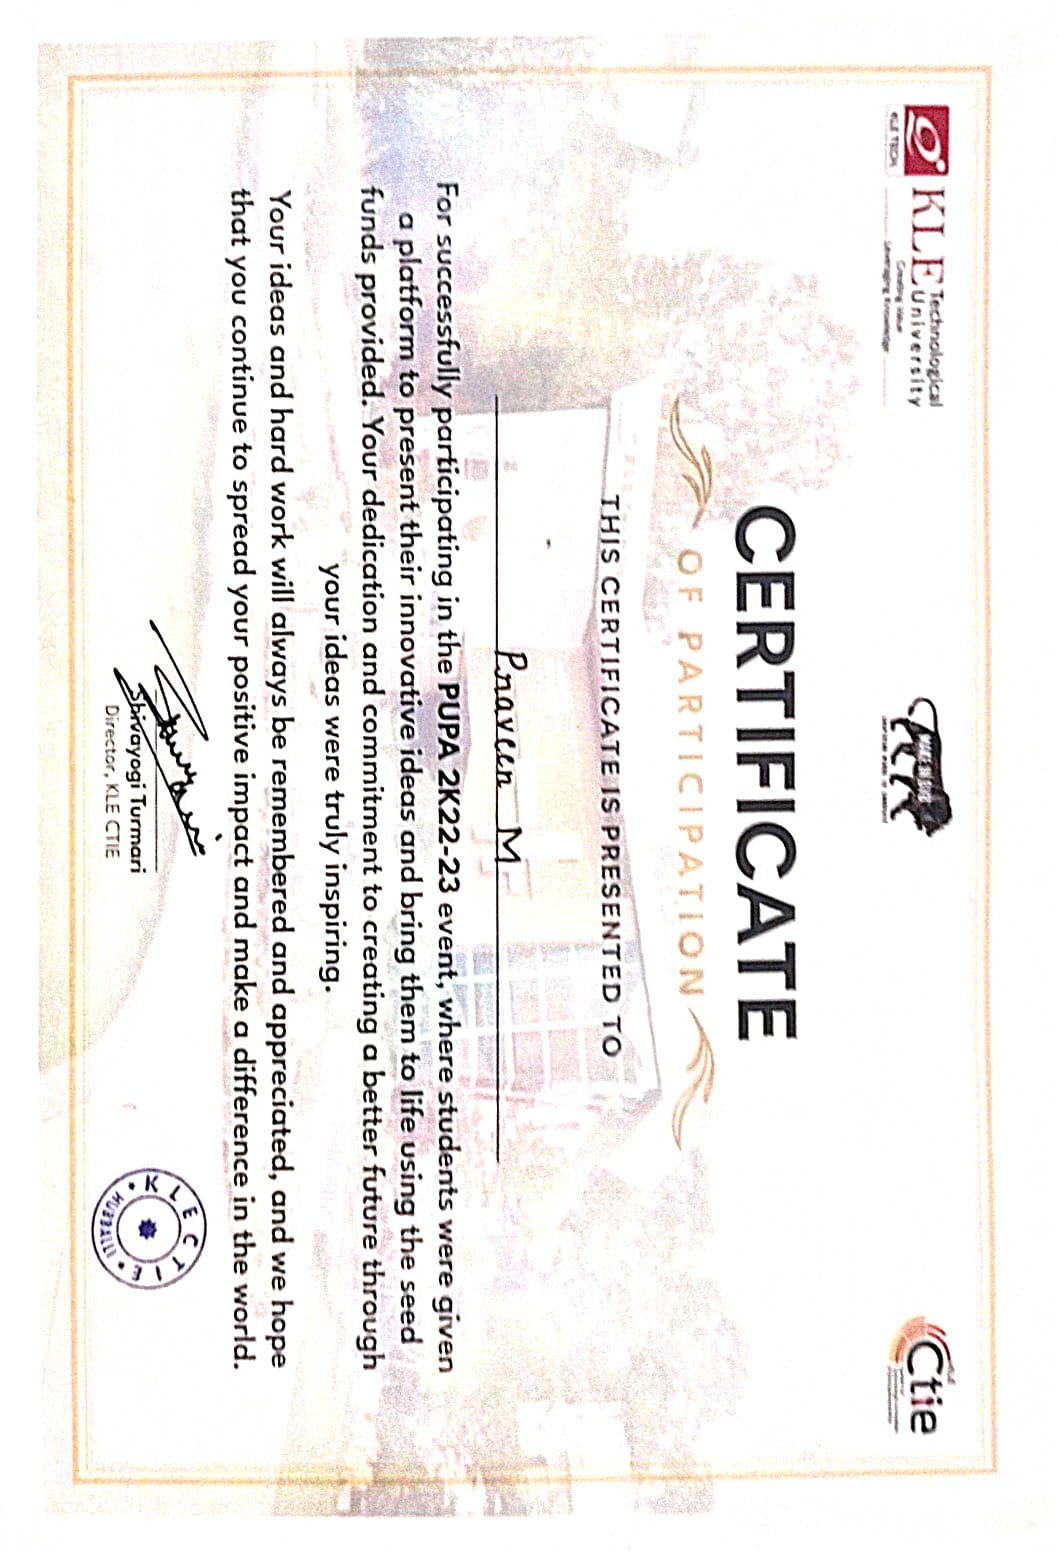 KLE Technological
University
KLE TECH
Creating Value
Leveraging Knowledge
MAKE IN INDIA
Ctie
CERTIFICATE
OF PARTICIPATION
THIS CERTIFICATE IS PRESENTED TO
Praveen M
For successfully participating in the PUPA 2K22-23 event, where students were given
a platform to present their innovative ideas and bring them to life using the seed
funds provided. Your dedication and commitment to creating a better future through
your ideas were truly inspiring.
Your ideas and hard work will always be remembered and appreciated, and we hope
that you continue to spread your positive impact and make a difference in the world.
Shivayogi Turmari
Director, KLE CTIE
KLE CTIE
HUBBALLI